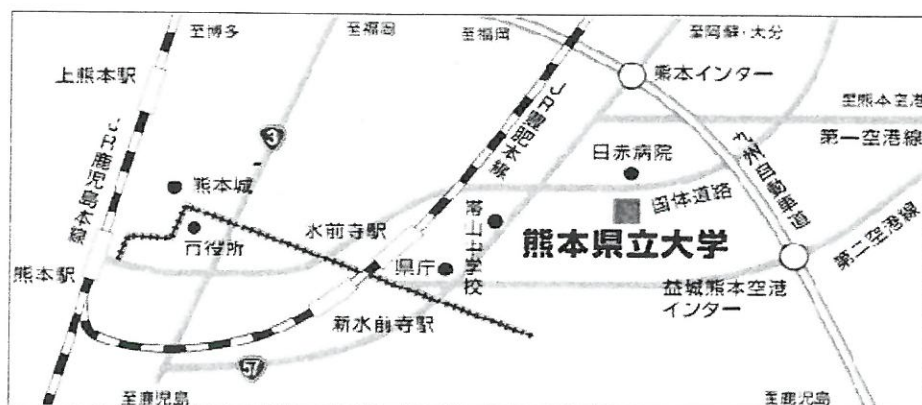 至博多
至福岡
至福岡
至阿蘇・大分
上熊本駅
熊本インター
至熊本空港
第一空港線
3
JR豊肥本線
JR鹿児島本線
日赤病院
九州自動車道
熊本城
国体道路
水前寺駅
帯山中学校
市役所
熊本県立大学
第二空港線
熊本駅
県庁
益城熊本空港
インター
新水前寺駅
57
至鹿児島
至鹿児島